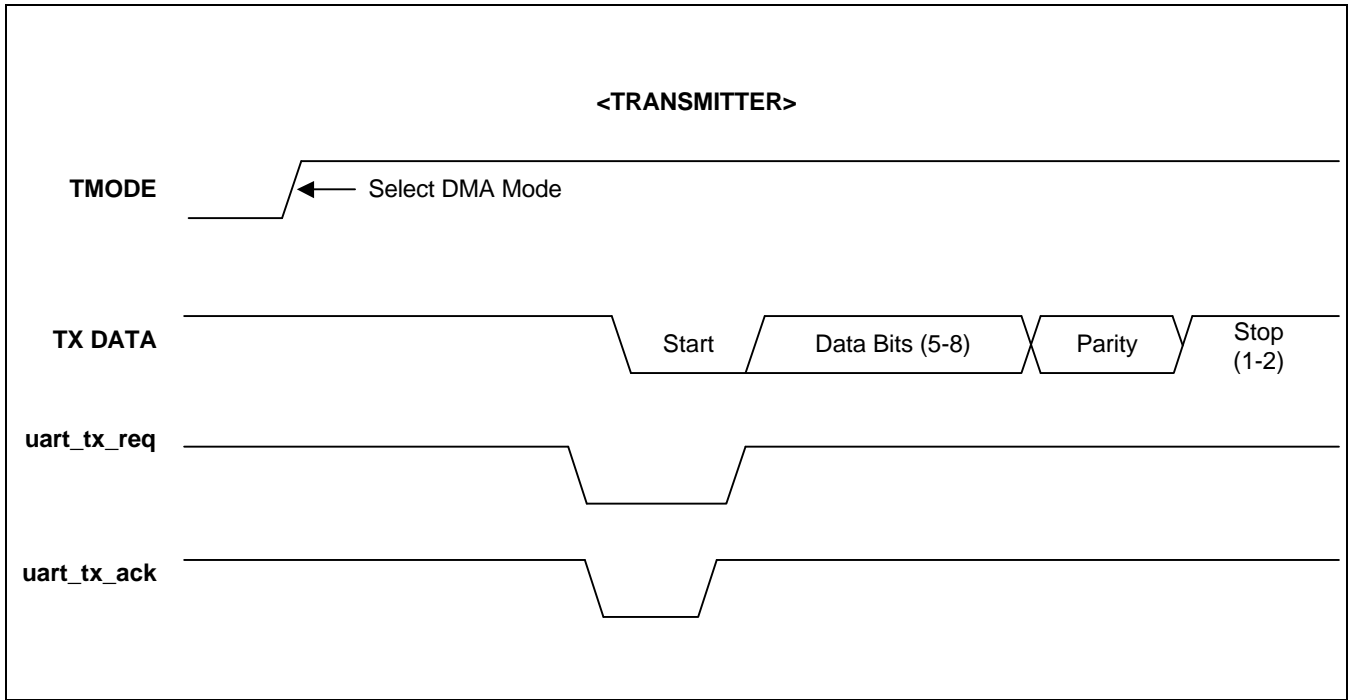 <TRANSMITTER>
TMODE
Select DMA Mode
TX DATA
Start
Data Bits (5-8)
Parity
Stop
(1-2)
uart_tx_req
uart_tx_ack